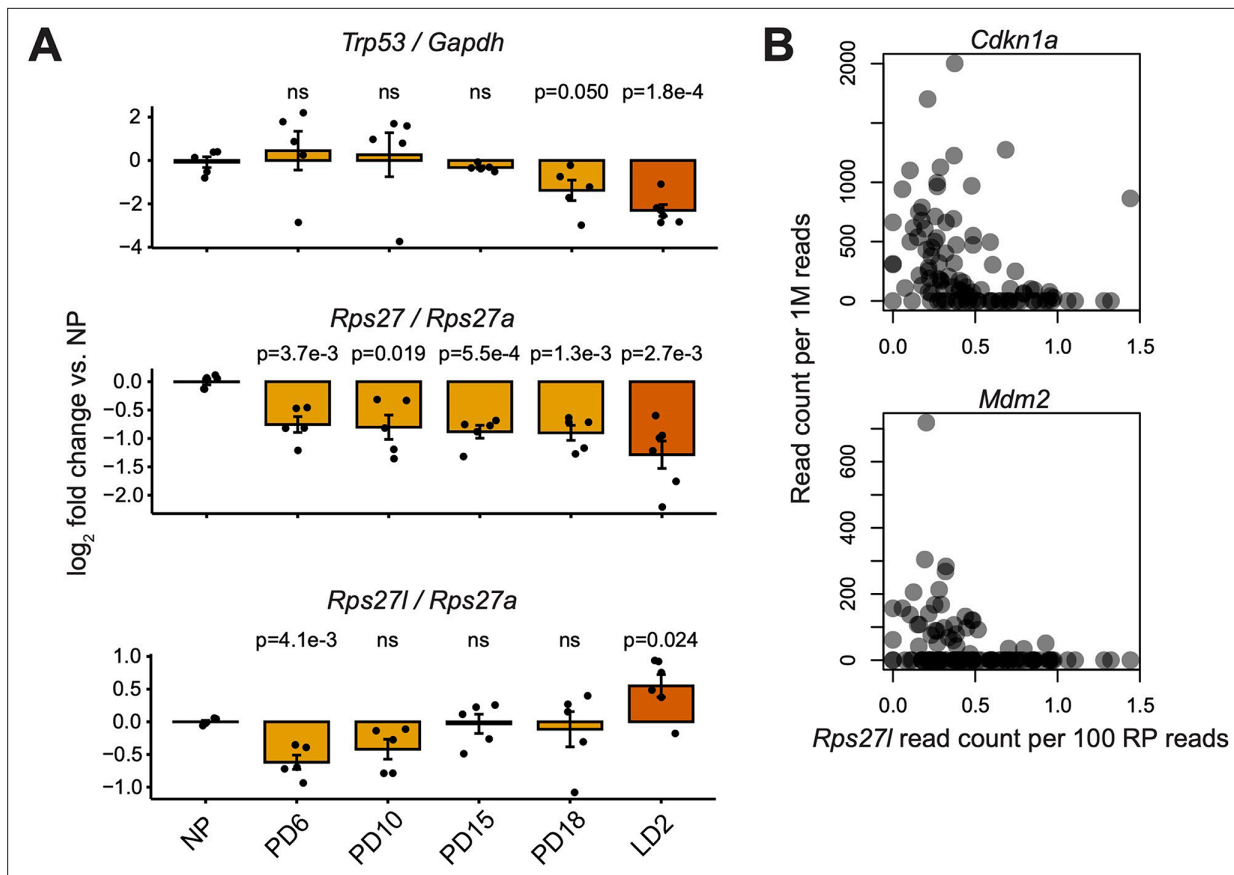 A
Trp53 / Gapdh
ns ns ns p=0.050 p=1.8e-4
2
0
−2
−4
Rps27 / Rps27a
p=3.7e-3 p=0.019 p=5.5e-4 p=1.3e-3 p=2.7e-3
0.0
−0.5
−1.0
−1.5
−2.0
log2 fold change vs. NP
Rps27l / Rps27a
p=4.1e-3 ns ns ns p=0.024
1.0
0.5
0.0
−0.5
−1.0
NP PD6 PD10 PD15 PD18 LD2
B
Cdkn1a
2000
1000
500
0
0.0 0.5 1.0 1.5
Read count per 1M reads
Mdm2
600
400
200
0
0.0 0.5 1.0 1.5
Rps27l read count per 100 RP reads